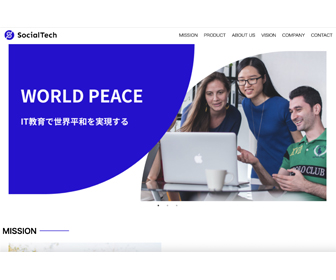 SocialTech
MISSION PRODUCT ABOUT US VISION COMPANY CONTACT
WORLD PEACE
IT教育で世界平和を実現する
MISSION